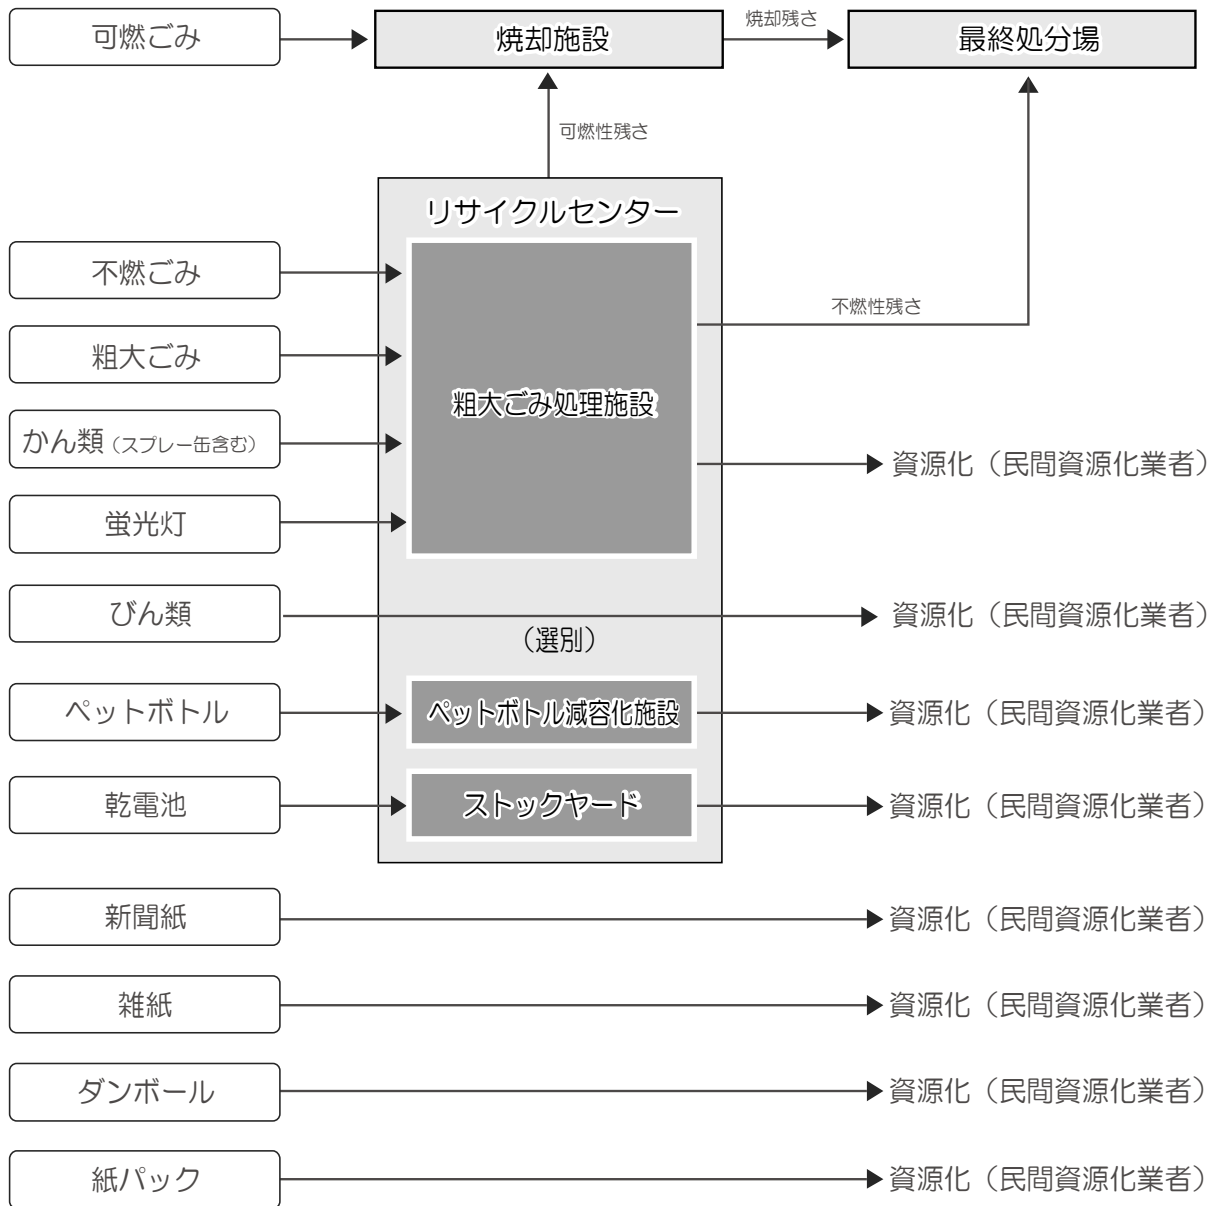 可燃ごみ
焼却施設
焼却残さ
最終処分場
可燃性残さ
リサイクルセンター
不燃ごみ
粗大ごみ
かん類（スプレー缶含む）
蛍光灯
粗大ごみ処理施設
不燃性残さ
資源化（民間資源化業者）
びん類
資源化（民間資源化業者）
（選別）
ペットボトル
ペットボトル減容化施設
資源化（民間資源化業者）
乾電池
ストックヤード
資源化（民間資源化業者）
新聞紙
資源化（民間資源化業者）
雑紙
資源化（民間資源化業者）
ダンボール
資源化（民間資源化業者）
紙パック
資源化（民間資源化業者）